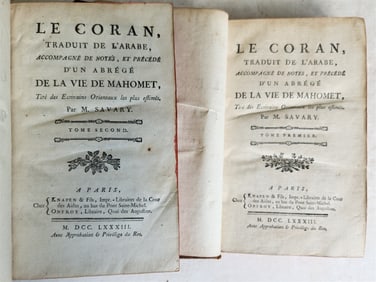 LE CORAN,
TRADUIT DE L'ARABE,
ACCOMPAGNÉ DE NOTES, ET PRÉCÉDÉ
D'UN ABRÉGÉ
DE LA VIE DE MAHOMET,
Tiré des Ecrivains Orientaux les plus estimés.
Par M. SAVARY.
TOME SECOND.
A PARIS,
Chez
KNAPEN & Fils, Impr.-Libraires de la Cour
des Aides, au bas du Pont Saint-Michel.
ONFROY, Libraire, Quai des Augustins.
M. DCC. LXXXIII.
Avec Approbation & Privilége du Roi.
LE CORAN,
TRADUIT DE L'ARABE,
ACCOMPAGNÉ DE NOTES, ET PRÉCÉDÉ
D'UN ABRÉGÉ
DE LA VIE DE MAHOMET,
Tiré des Ecrivains Orientaux les plus estimés.
Par M. SAVARY.
TOME PREMIER.
A PARIS,
Chez
KNAPEN & Fils, Impr.-Libraires de la Cour
des Aides, au bas du Pont Saint-Michel.
ONFROY, Libraire, Quai des Augustins.
M. DCC. LXXXIII.
Avec Approbation & Privilége du Roi.